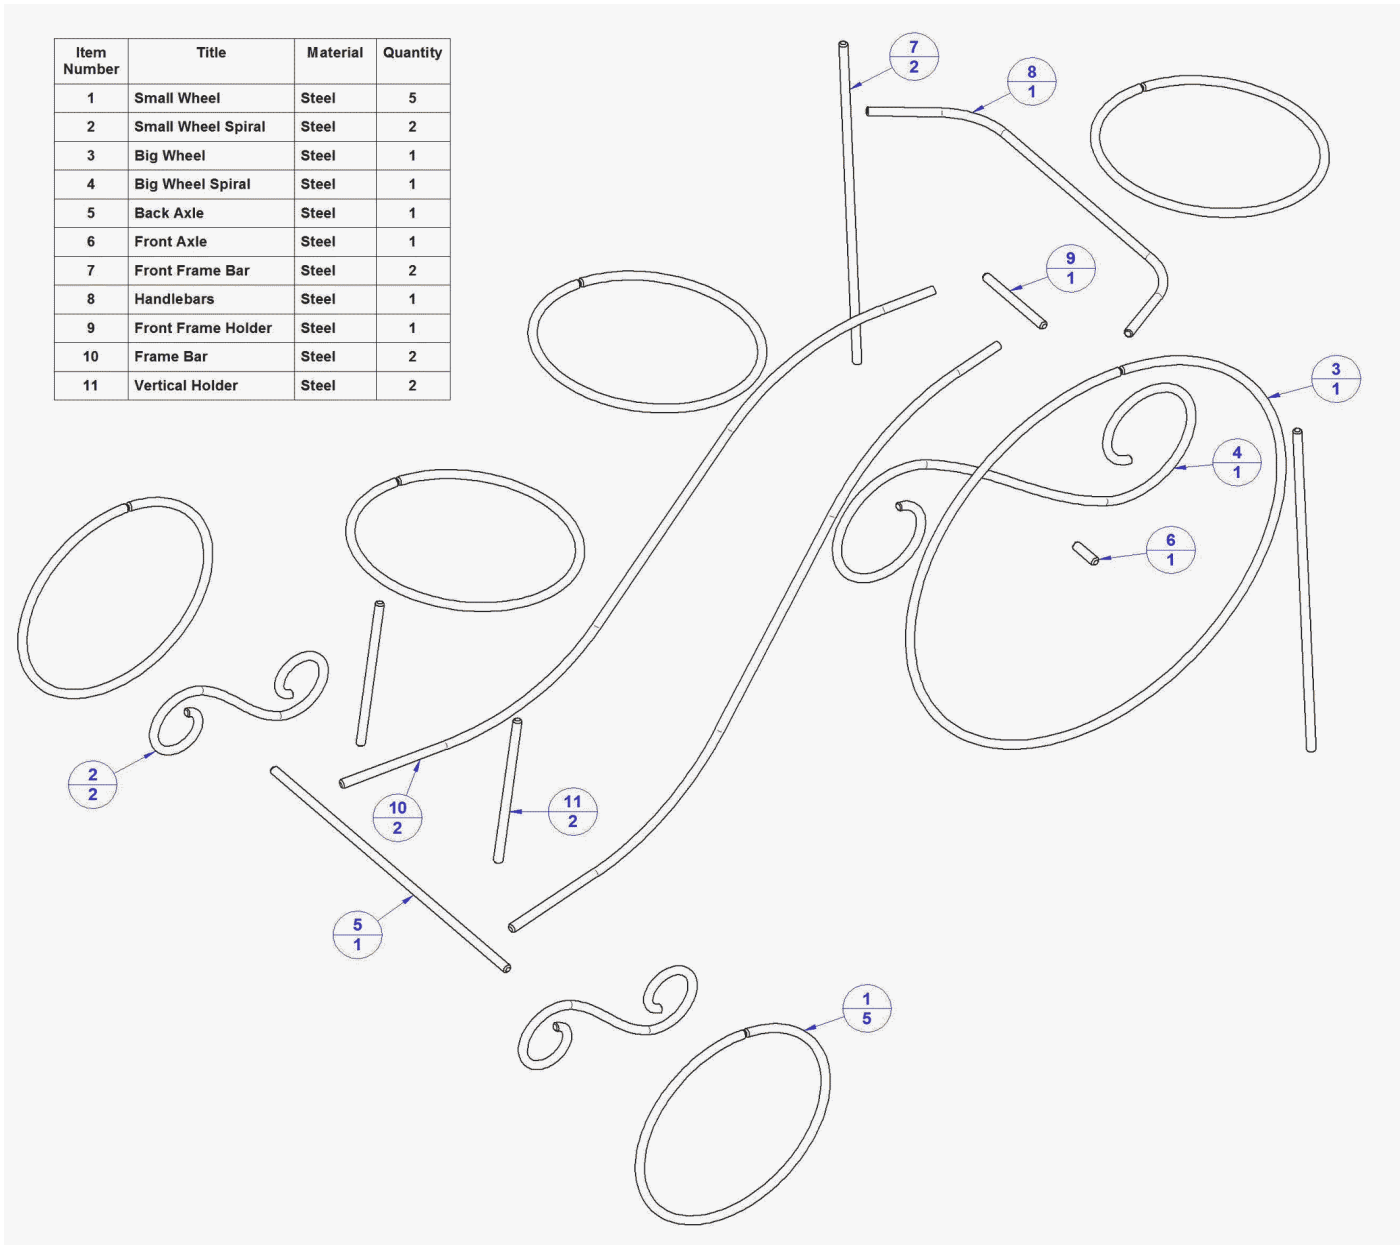 Item Number Title Material Quantity
1 Small Wheel Steel 5
2 Small Wheel Spiral Steel 2
3 Big Wheel Steel 1
4 Big Wheel Spiral Steel 1
5 Back Axle Steel 1
6 Front Axle Steel 1
7 Front Frame Bar Steel 2
8 Handlebars Steel 1
9 Front Frame Holder Steel 1
10 Frame Bar Steel 2
11 Vertical Holder Steel 2
7
2
8
1
9
1
3
1
4
1
6
1
2
2
10
2
11
2
5
1
1
5